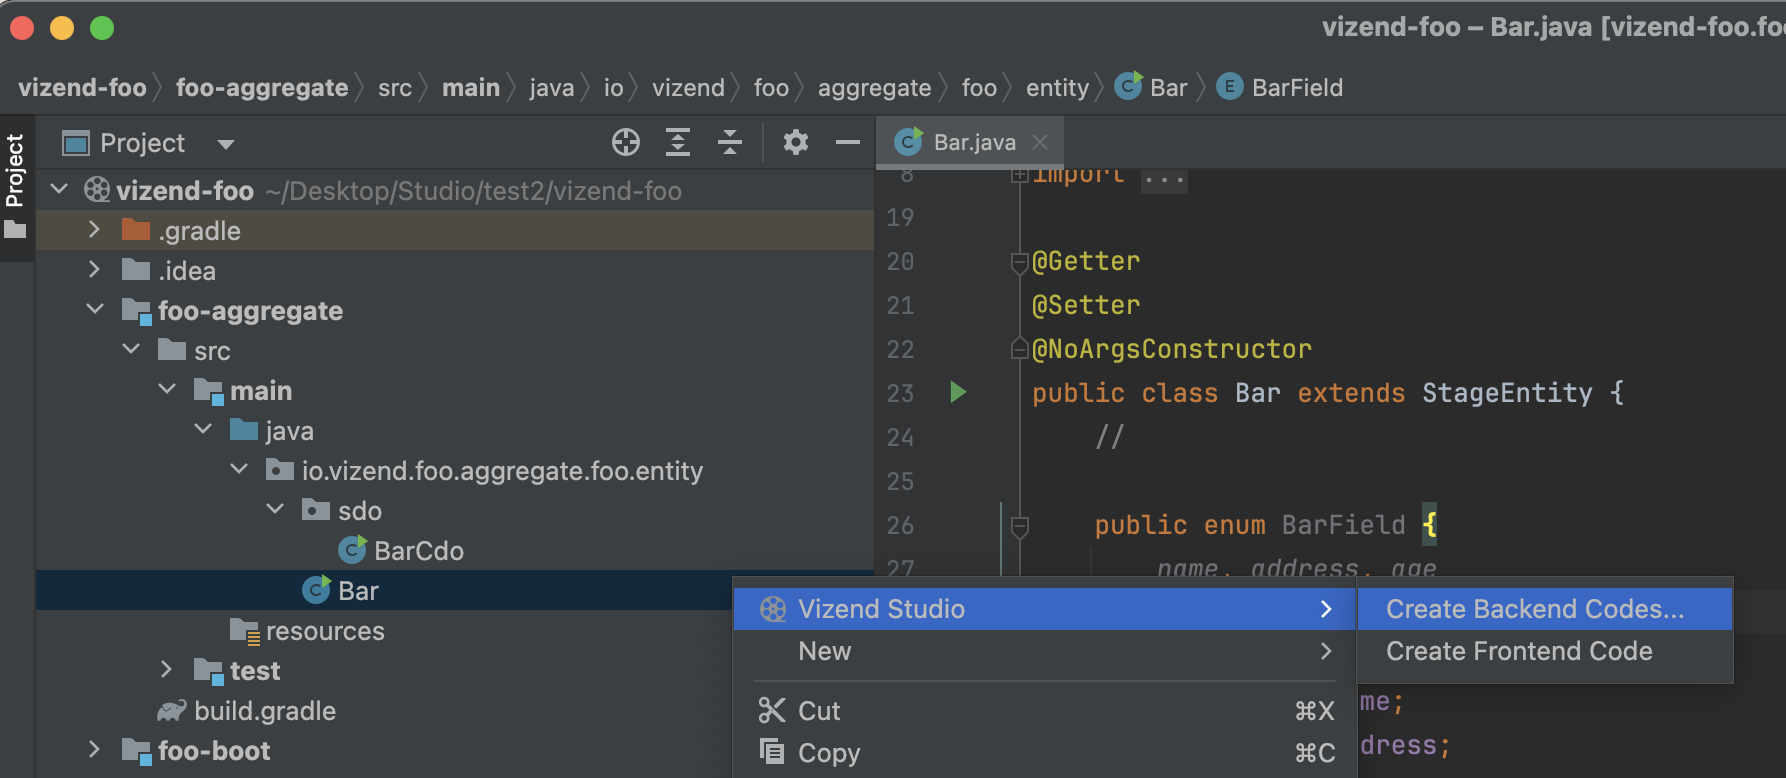 vizend-foo – Bar.java [vizend-foo.foo
vizend-foo foo-aggregate src main java io vizend foo aggregate foo entity Bar BarField
Project
Project
Bar.java
vizend-foo ~/Desktop/Studio/test2/vizend-foo
.gradle
.idea
foo-aggregate
src
main
java
io.vizend.foo.aggregate.foo.entity
sdo
BarCdo
Bar
resources
test
build.gradle
foo-boot
8 import ...
19
20 @Getter
21 @Setter
22 @NoArgsConstructor
23 public class Bar extends StageEntity {
24 //
25
26 public enum BarField {
27 name, address, age
Vizend Studio
New
Cut ⌘X
Copy ⌘C
Create Backend Codes...
Create Frontend Code
me;
dress;